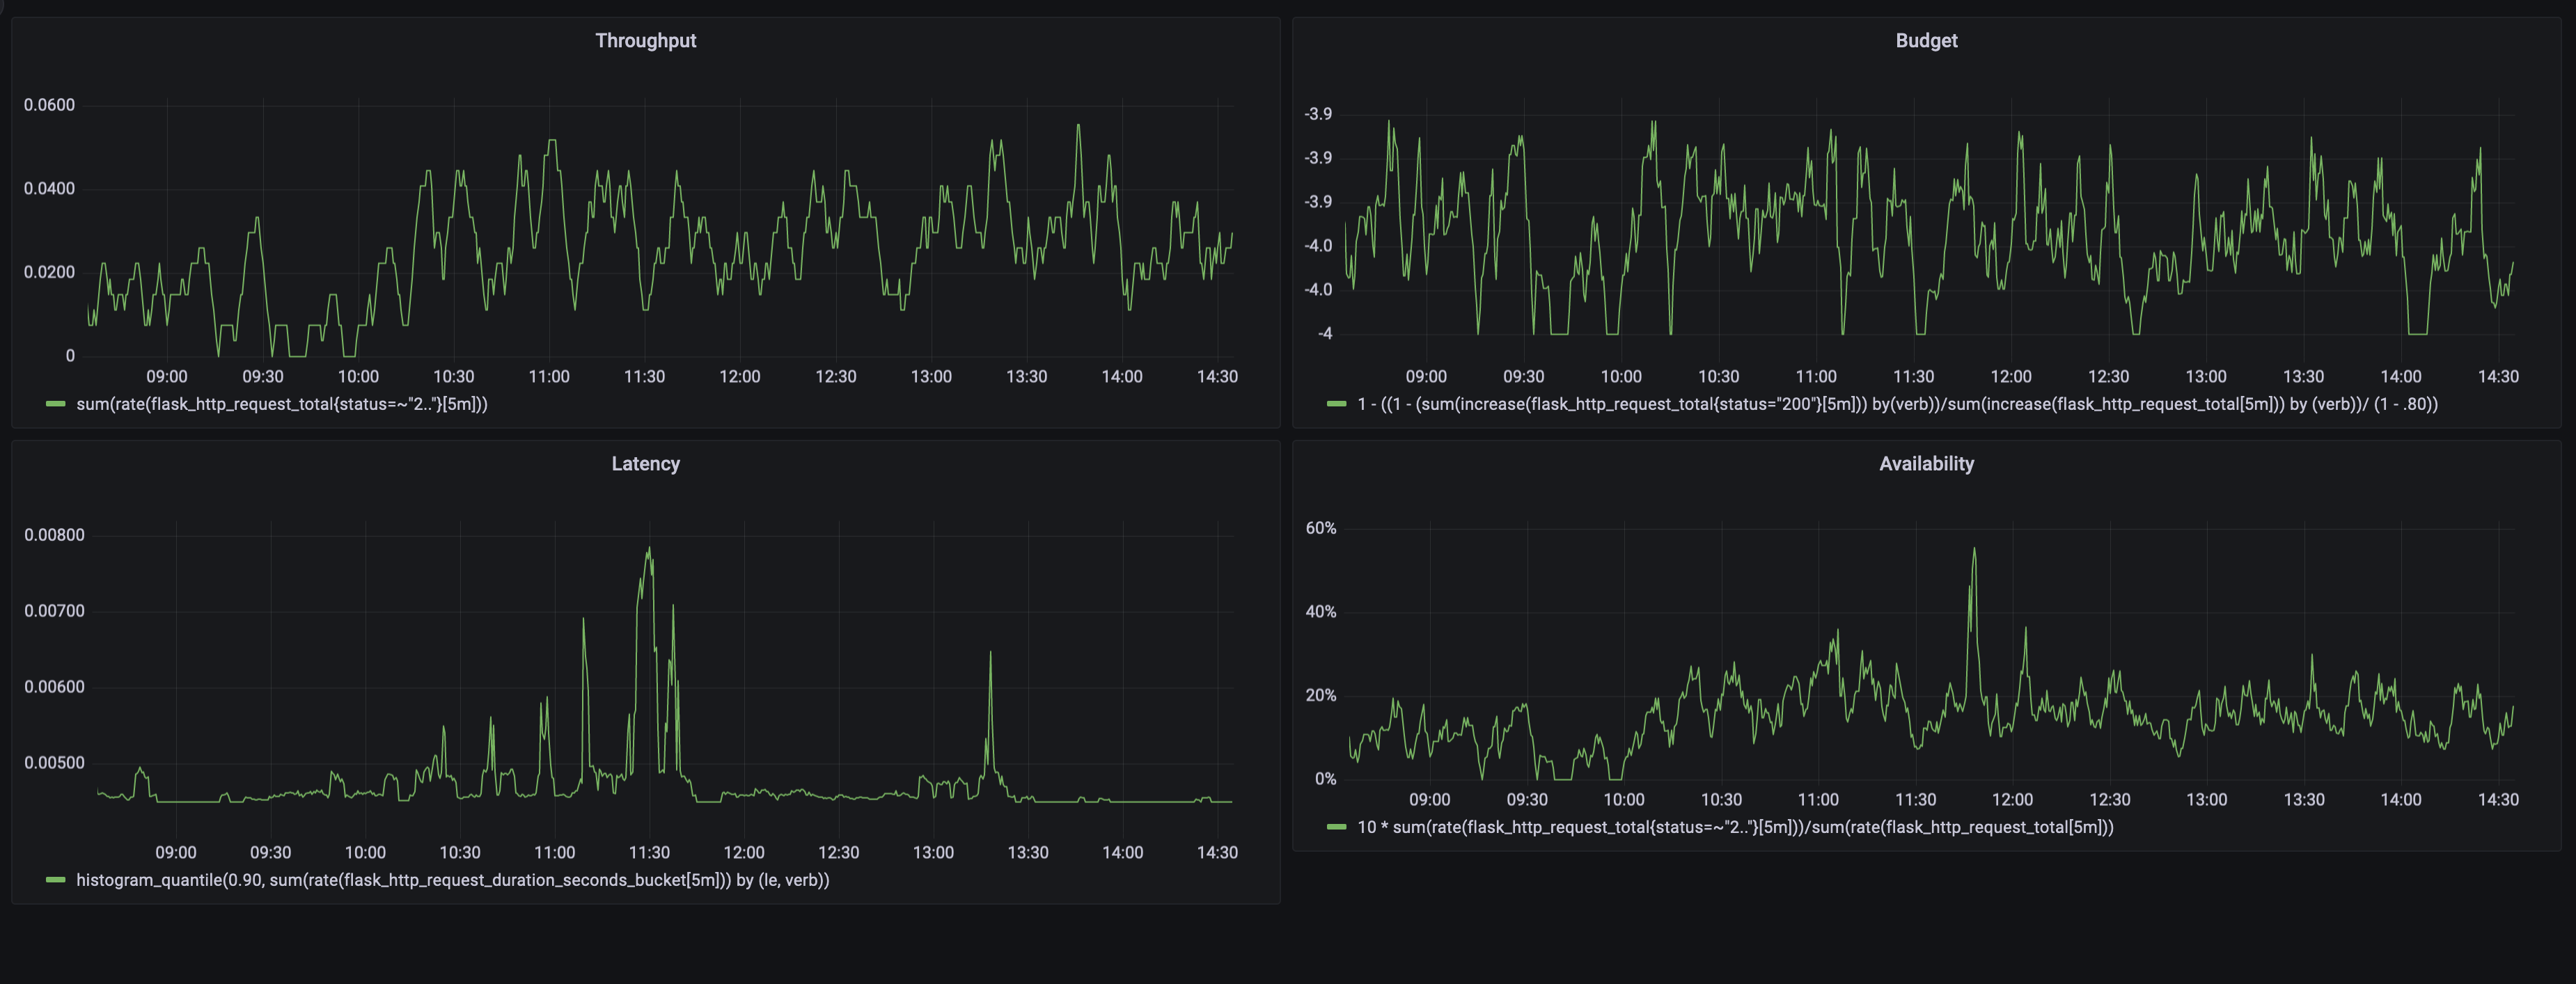 Throughput
0.0600
0.0400
0.0200
0
09:00 09:30 10:00 10:30 11:00 11:30 12:00 12:30 13:00 13:30 14:00 14:30
sum(rate(flask_http_request_total{status=~"2.."}[5m]))
Budget
-3.9
-3.9
-3.9
-4.0
-4.0
-4
09:00 09:30 10:00 10:30 11:00 11:30 12:00 12:30 13:00 13:30 14:00 14:30
1 - ((1 - (sum(increase(flask_http_request_total{status="200"}[5m])) by(verb))/sum(increase(flask_http_request_total[5m])) by (verb))/ (1 - .80))
Latency
0.00800
0.00700
0.00600
0.00500
09:00 09:30 10:00 10:30 11:00 11:30 12:00 12:30 13:00 13:30 14:00 14:30
histogram_quantile(0.90, sum(rate(flask_http_request_duration_seconds_bucket[5m])) by (le, verb))
Availability
60%
40%
20%
0%
09:00 09:30 10:00 10:30 11:00 11:30 12:00 12:30 13:00 13:30 14:00 14:30
10 * sum(rate(flask_http_request_total{status=~"2.."}[5m]))/sum(rate(flask_http_request_total[5m]))